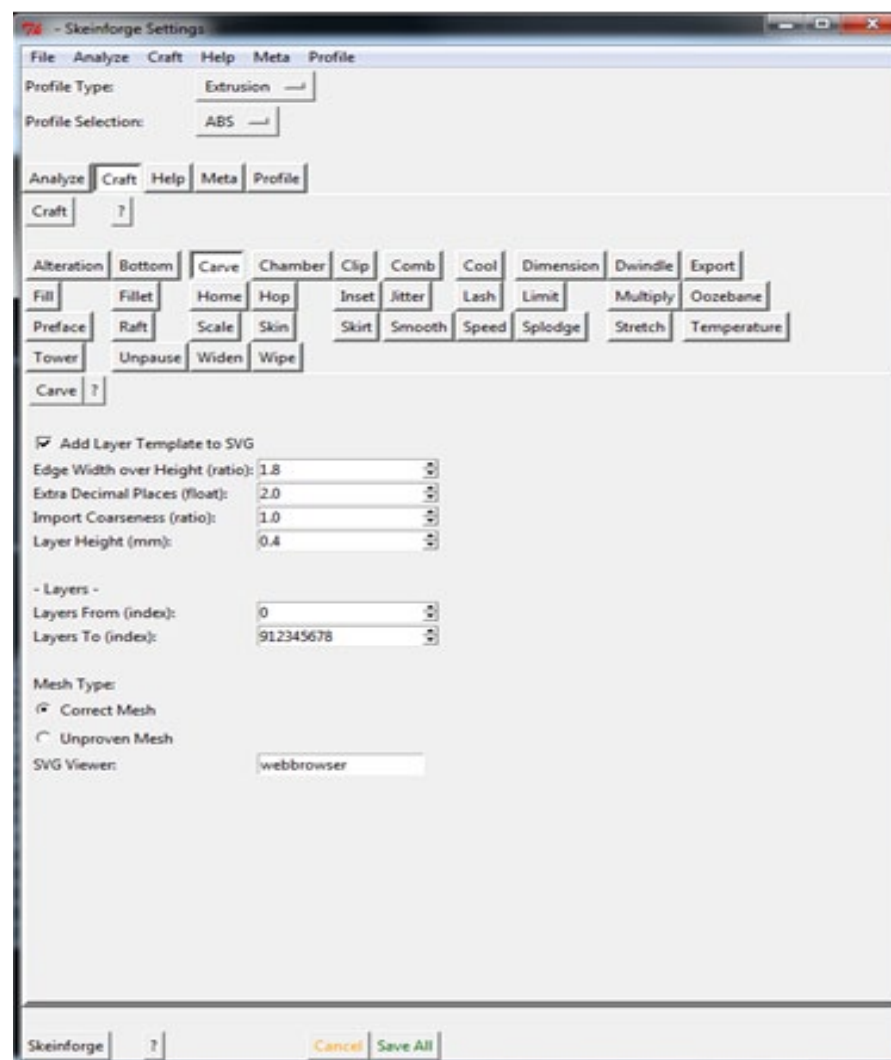 - Skeinforge Settings
File Analyze Craft Help Meta Profile
Profile Type: Extrusion
Profile Selection: ABS
Analyze Craft Help Meta Profile
Craft ?
Alteration Bottom Carve Chamber Clip Comb Cool Dimension Dwindle Export
Fill Fillet Home Hop Inset Jitter Lash Limit Multiply Oozebane
Preface Raft Scale Skin Skirt Smooth Speed Splodge Stretch Temperature
Tower Unpause Widen Wipe
Carve ?
Add Layer Template to SVG
Edge Width over Height (ratio): 1.8
Extra Decimal Places (float): 2.0
Import Coarseness (ratio): 1.0
Layer Height (mm): 0.4
- Layers -
Layers From (index): 0
Layers To (index): 912345678
Mesh Type:
Correct Mesh
Unproven Mesh
SVG Viewer: webbrowser
Skeinforge ? Cancel Save All